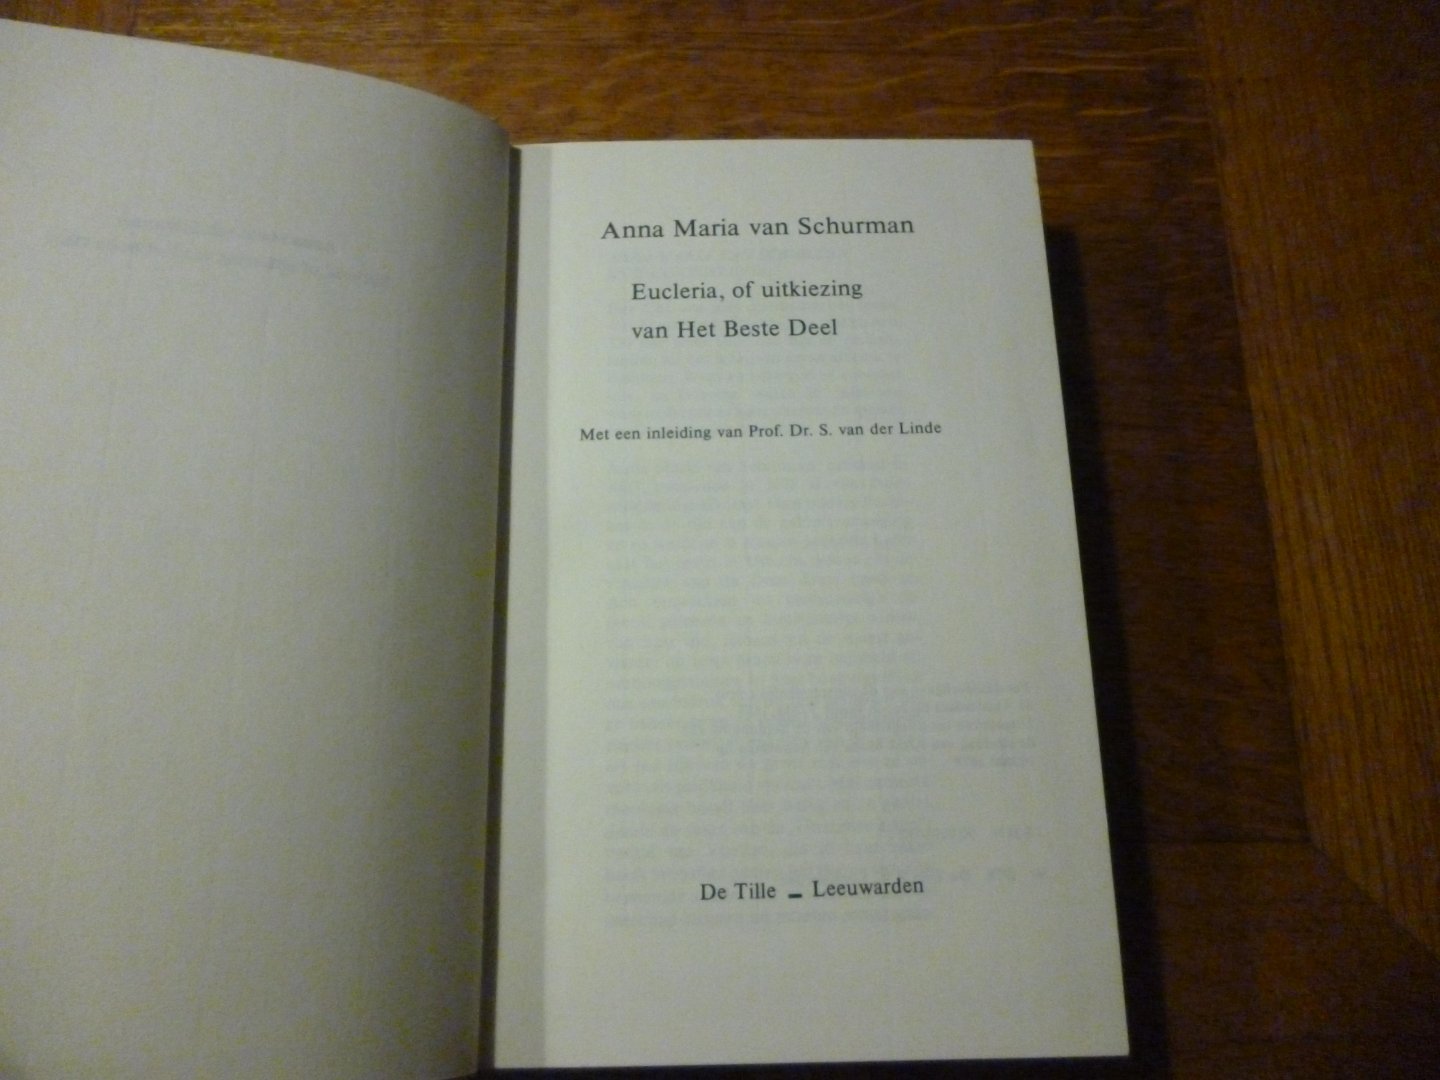 Anna Maria van Schurman
Eucleria, of uitkiezing
van Het Beste Deel
Met een inleiding van Prof. Dr. S. van der Linde
De Tille _ Leeuwarden